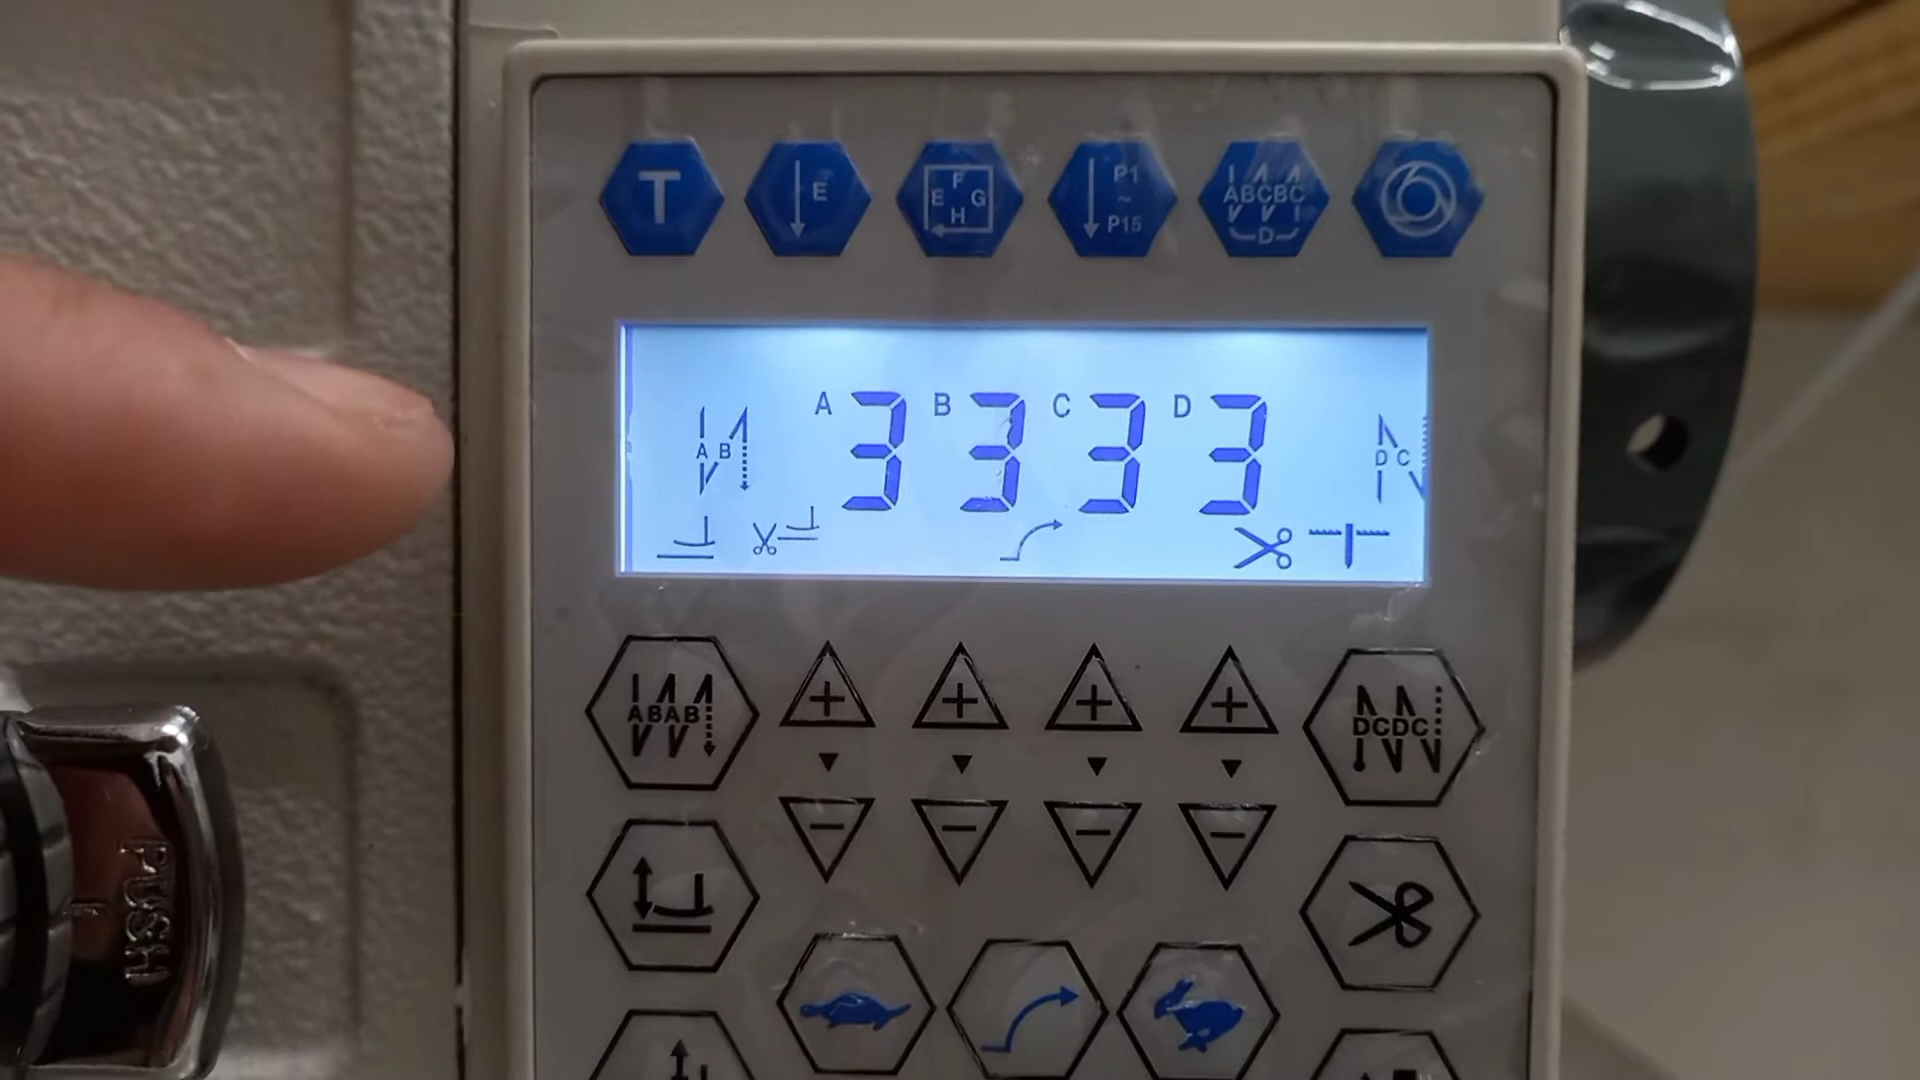 T
E
F
E G
H
P1
~
P15
ABCBC
D
A 3 B 3 C 3 D 3
A B
D C
ABAB
+ + + +
DCDC
- - - -
PUSH